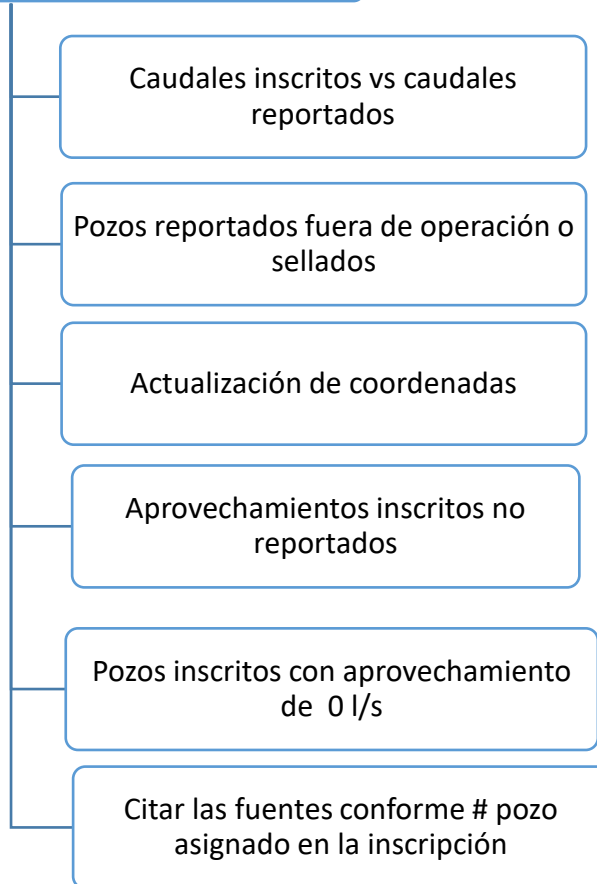 Caudales inscritos vs caudales
reportados
Pozos reportados fuera de operación o
sellados
Actualización de coordenadas
Aprovechamientos inscritos no
reportados
Pozos inscritos con aprovechamiento
de 0 l/s
Citar las fuentes conforme # pozo
asignado en la inscripción